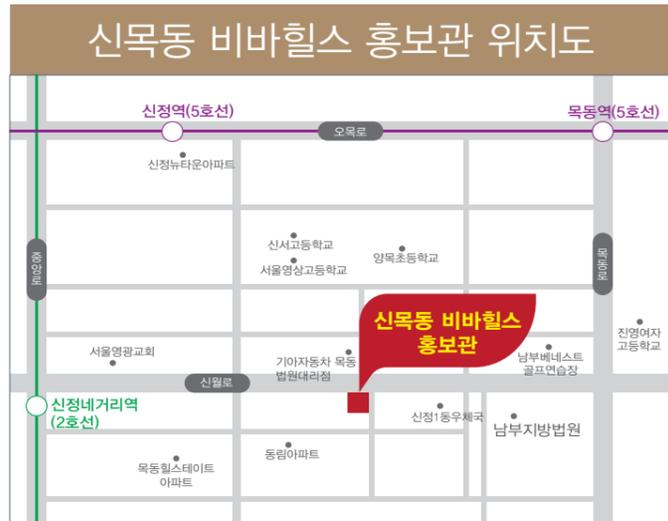 신목동 비바힐스 홍보관 위치도
신정역(5호선)
목동역(5호선)
오목로
신정뉴타운아파트
중앙로
신서고등학교
서울영상고등학교
양목초등학교
목동로
신목동 비바힐스
홍보관
진영여자
고등학교
서울영광교회
기아자동차 목동
법원대리점
남부베네스트
골프연습장
신월로
신정네거리역
(2호선)
신정1동우체국
남부지방법원
동림아파트
목동힐스테이트
아파트